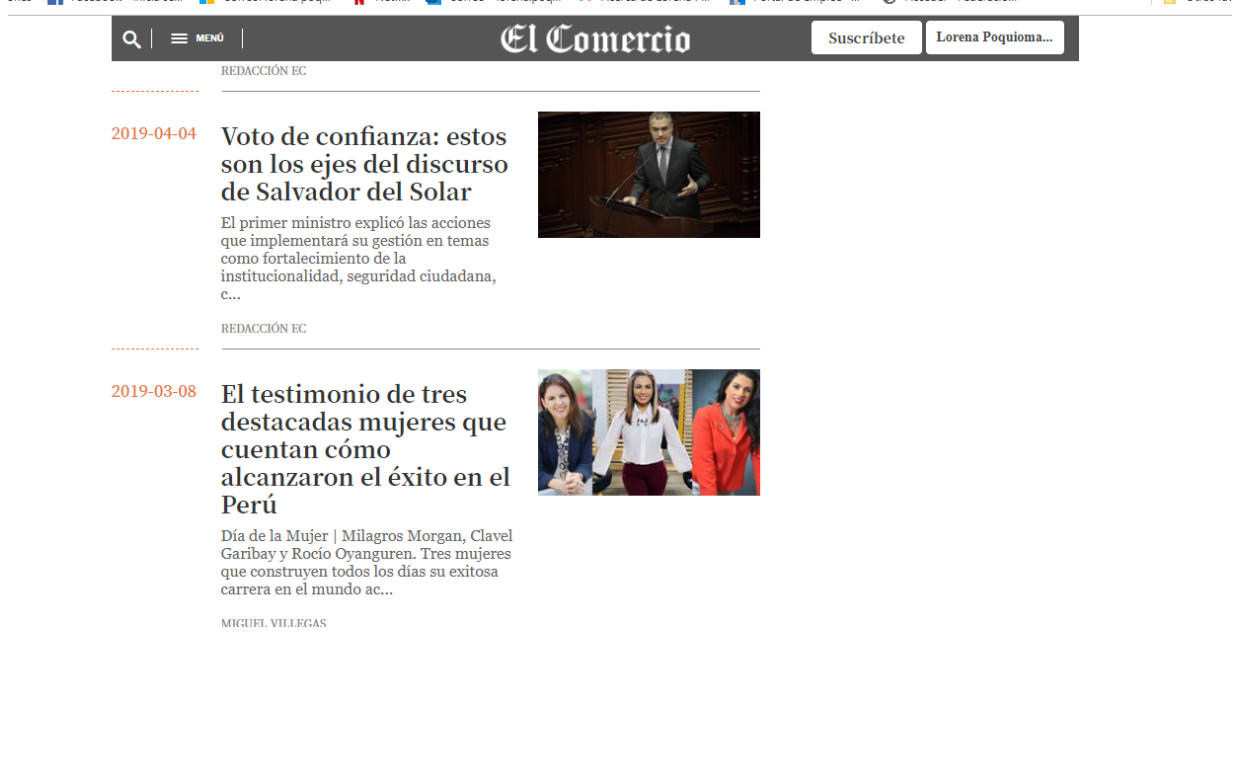 MENÚ
El Comercio
Suscríbete
Lorena Poquioma...
REDACCIÓN EC
2019-04-04
Voto de confianza: estos
son los ejes del discurso
de Salvador del Solar
El primer ministro explicó las acciones
que implementará su gestión en temas
como fortalecimiento de la
institucionalidad, seguridad ciudadana,
c...
REDACCIÓN EC
2019-03-08
El testimonio de tres
destacadas mujeres que
cuentan cómo
alcanzaron el éxito en el
Perú
Día de la Mujer | Milagros Morgan, Clavel
Garibay y Rocío Oyanguren. Tres mujeres
que construyen todos los días su exitosa
carrera en el mundo ac...
MIGUEL VILLEGAS